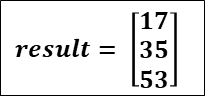 17
result = 35
53